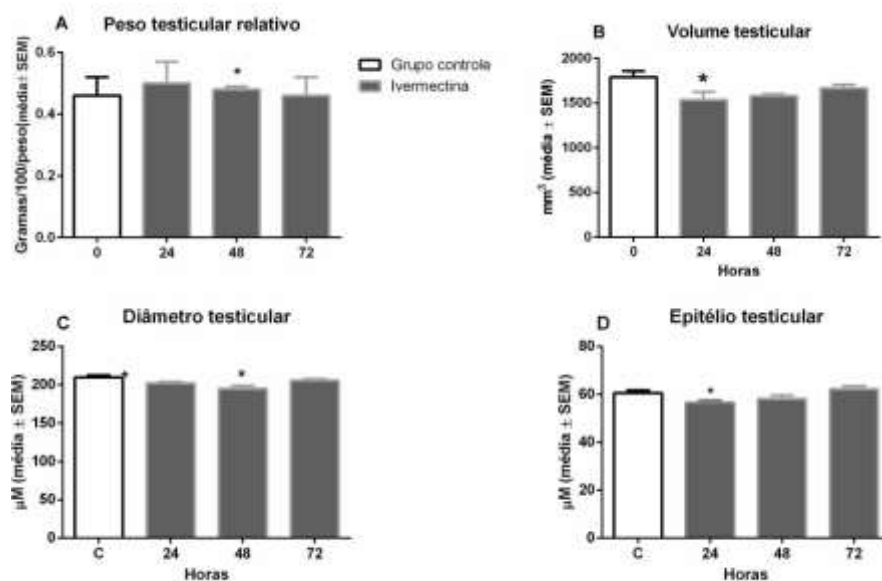 A
Peso testicular relativo
Gramas/100/peso(média± SEM)
0.6
0.4
0.2
0.0
0
24
48
72
*
Grupo controle
Ivermectina
B
Volume testicular
mm³ (média ± SEM)
2000
1500
1000
500
0
0
24
48
72
Horas
*
C
Diâmetro testicular
µM (média ± SEM)
250
200
150
100
50
0
C
24
48
72
Horas
*
*
D
Epitélio testicular
µM (média ± SEM)
80
60
40
20
0
C
24
48
72
Horas
*